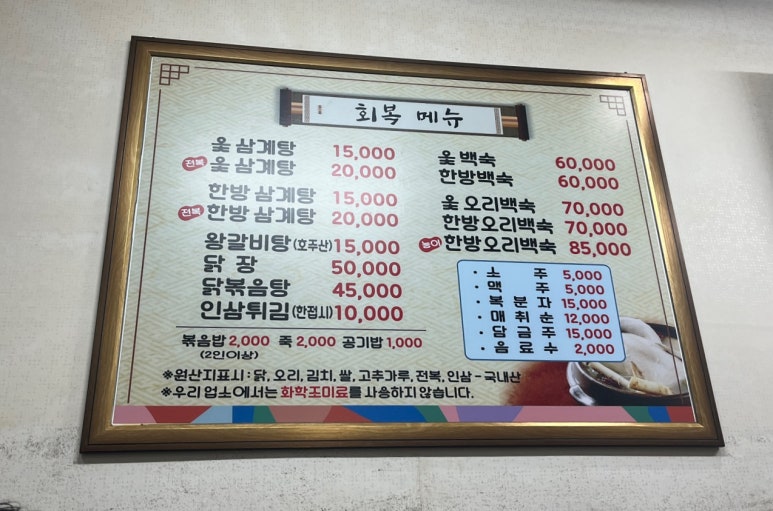 회복 메뉴
옻 삼계탕 15,000
전복 옻 삼계탕 20,000
한방 삼계탕 15,000
전복 한방 삼계탕 20,000
왕갈비탕(호주산) 15,000
닭 장 50,000
닭볶음탕 45,000
인삼튀김(한접시) 10,000
볶음밥 2,000 죽 2,000 공기밥 1,000
(2인이상)
옻 백숙 60,000
한방백숙 60,000
옻 오리백숙 70,000
한방오리백숙 70,000
능이 한방오리백숙 85,000
· 소 주 5,000
· 맥 주 5,000
· 복 분 자 15,000
· 매 취 순 12,000
· 담 금 주 15,000
· 음 료 수 2,000
※원산지표시 : 닭, 오리, 김치, 쌀, 고추가루, 전복, 인삼 - 국내산
※우리 업소에서는 화학조미료를 사용하지 않습니다.